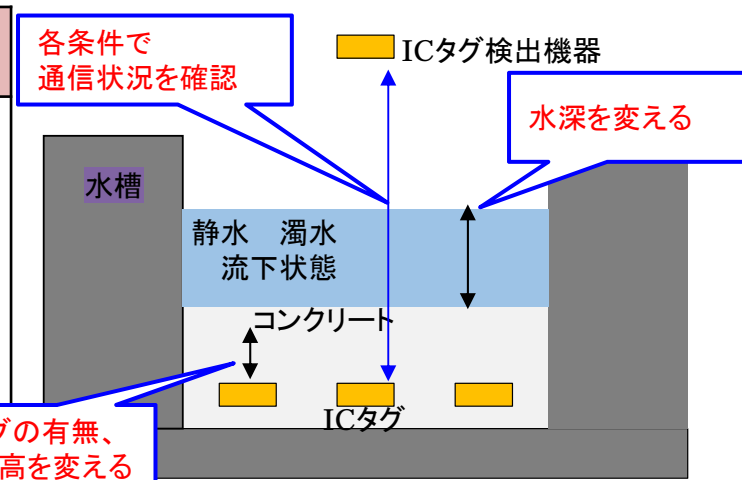 各条件で
通信状況を確認
ICタグ検出機器
水深を変える
水槽
静水 濁水
流下状態
コンクリート
ICタグ
グの有無、
高を変える